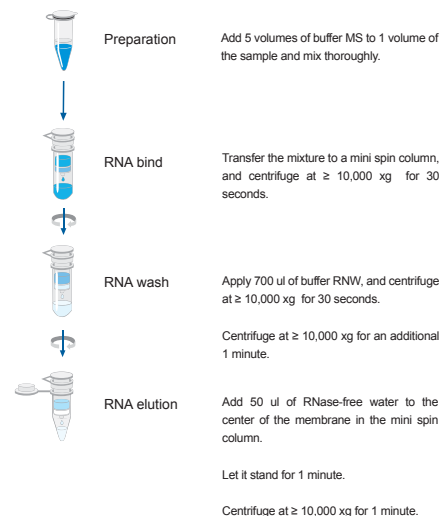 Preparation
Add 5 volumes of buffer MS to 1 volume of
the sample and mix thoroughly.
RNA bind
Transfer the mixture to a mini spin column,
and centrifuge at ≥ 10,000 xg for 30
seconds.
RNA wash
Apply 700 ul of buffer RNW, and centrifuge
at ≥ 10,000 xg for 30 seconds.
Centrifuge at ≥ 10,000 xg for an additional
1 minute.
RNA elution
Add 50 ul of RNase-free water to the
center of the membrane in the mini spin
column.
Let it stand for 1 minute.
Centrifuge at ≥ 10,000 xg for 1 minute.